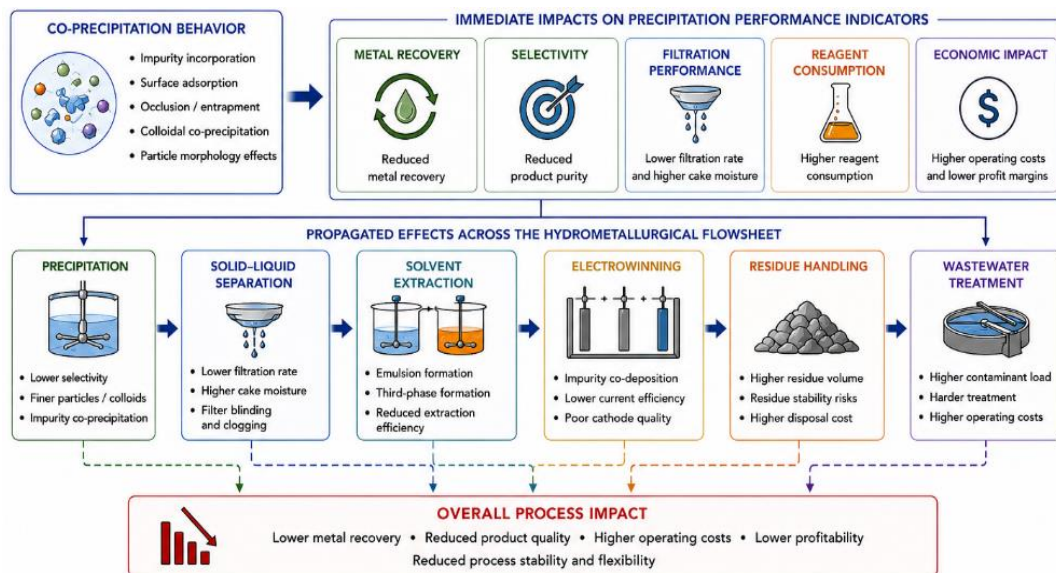 CO-PRECIPITATION BEHAVIOR
• Impurity incorporation
• Surface adsorption
• Occlusion / entrapment
• Colloidal co-precipitation
• Particle morphology effects
IMMEDIATE IMPACTS ON PRECIPITATION PERFORMANCE INDICATORS
METAL RECOVERY
Reduced
metal recovery
SELECTIVITY
Reduced
product purity
FILTRATION
PERFORMANCE
Lower filtration rate
and higher cake moisture
REAGENT
CONSUMPTION
Higher reagent
consumption
ECONOMIC IMPACT
$
Higher operating costs
and lower profit margins
PROPAGATED EFFECTS ACROSS THE HYDROMETALLURGICAL FLOWSHEET
PRECIPITATION
• Lower selectivity
• Finer particles / colloids
• Impurity co-precipitation
SOLID–LIQUID
SEPARATION
• Lower filtration rate
• Higher cake moisture
• Filter blinding
and clogging
SOLVENT
EXTRACTION
• Emulsion formation
• Third-phase formation
• Reduced extraction
efficiency
ELECTROWINNING
+ +
• Impurity co-deposition
• Lower current efficiency
• Poor cathode quality
RESIDUE HANDLING
• Higher residue volume
• Residue stability risks
• Higher disposal cost
WASTEWATER
TREATMENT
• Higher contaminant load
• Harder treatment
• Higher operating costs
OVERALL PROCESS IMPACT
Lower metal recovery • Reduced product quality • Higher operating costs • Lower profitability
Reduced process stability and flexibility